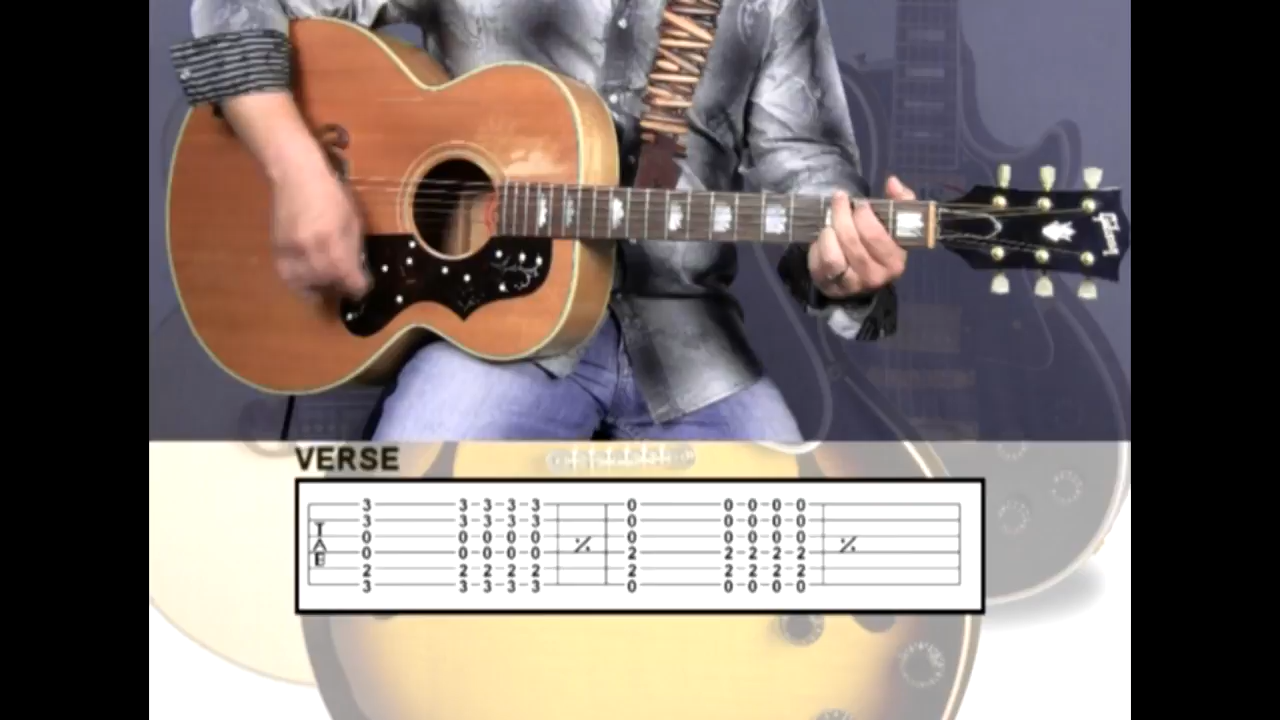 VERSE
3 3-3-3-3 0 0-0-0-0
3 3-3-3-3 0 0-0-0-0
T 0 0-0-0-0 0 0-0-0-0
A 0 0-0-0-0 ٪ 2 2-2-2-2 ٪
B 2 2-2-2-2 2 2-2-2-2
3 3-3-3-3 0 0-0-0-0
Gibson